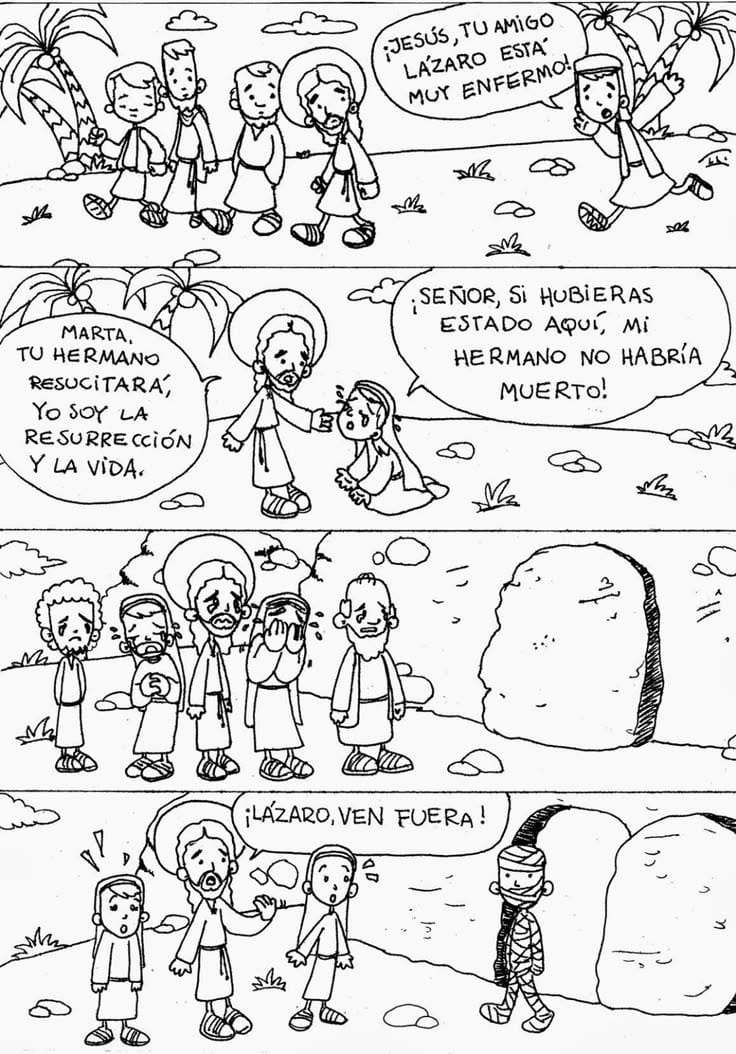 ¡JESÚS, TU AMIGO
LÁZARO ESTÁ
MUY ENFERMO!
MARTA,
TU HERMANO
RESUCITARÁ,
YO SOY LA
RESURRECCIÓN
Y LA VIDA.
¡SEÑOR, SI HUBIERAS
ESTADO AQUÍ, MI
HERMANO NO HABRÍA
MUERTO!
¡LÁZARO, VEN FUERA!